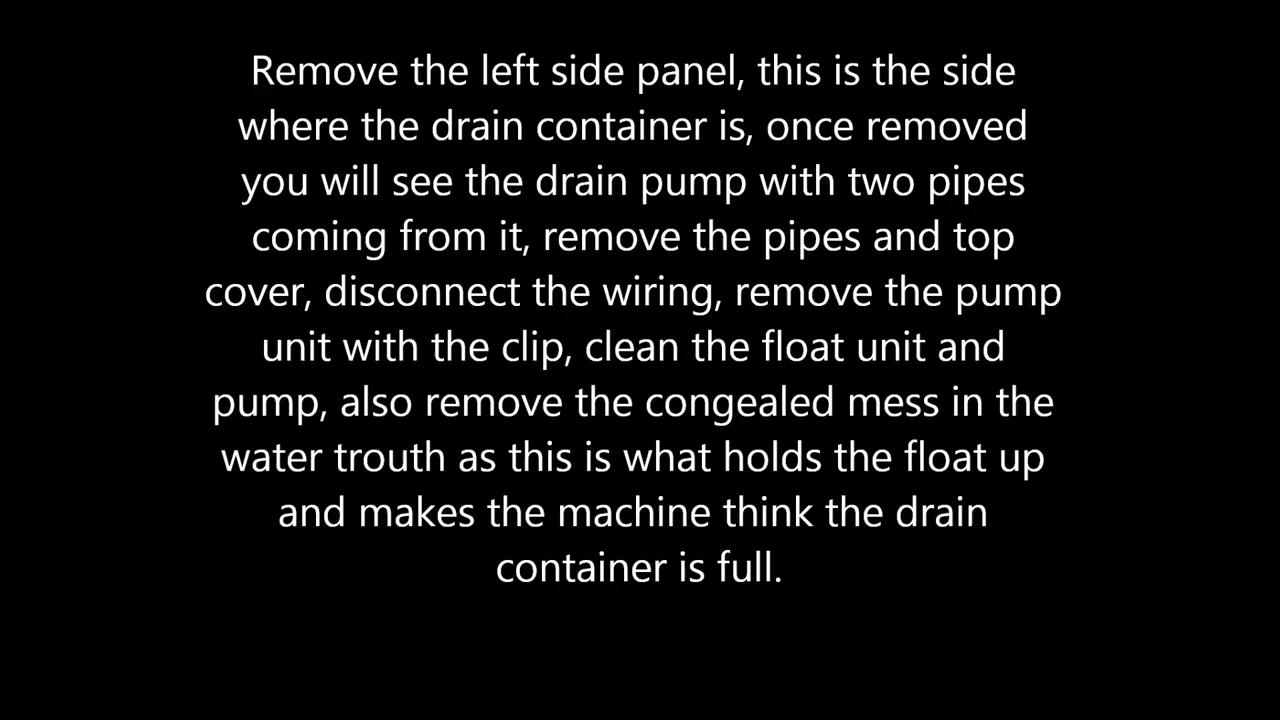 Remove the left side panel, this is the side
where the drain container is, once removed
you will see the drain pump with two pipes
coming from it, remove the pipes and top
cover, disconnect the wiring, remove the pump
unit with the clip, clean the float unit and
pump, also remove the congealed mess in the
water trouth as this is what holds the float up
and makes the machine think the drain
container is full.